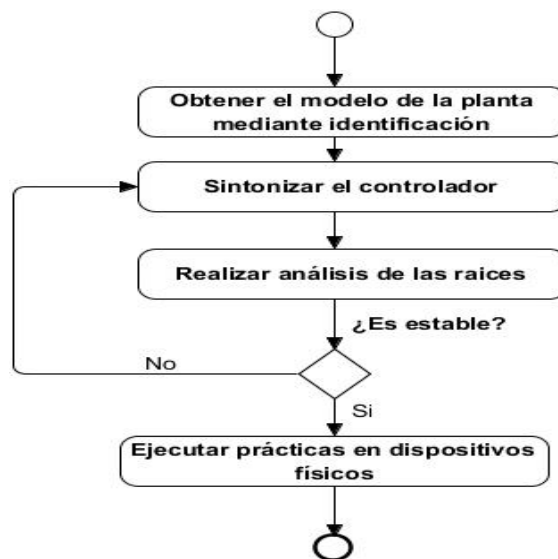 Obtener el modelo de la planta
mediante identificación
Sintonizar el controlador
Realizar análisis de las raices
¿Es estable?
No
Si
Ejecutar prácticas en dispositivos
físicos